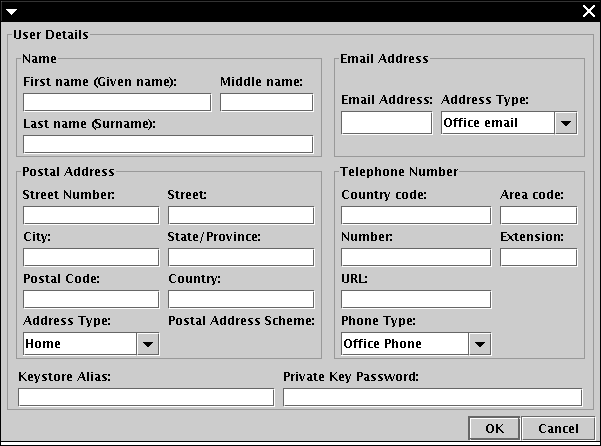 User Details
Name
First name (Given name): Middle name:
Last name (Surname):
Email Address
Email Address: Address Type:
Office email
Postal Address
Street Number: Street:
City: State/Province:
Postal Code: Country:
Address Type: Postal Address Scheme:
Home
Telephone Number
Country code: Area code:
Number: Extension:
URL:
Phone Type:
Office Phone
Keystore Alias: Private Key Password:
OK Cancel